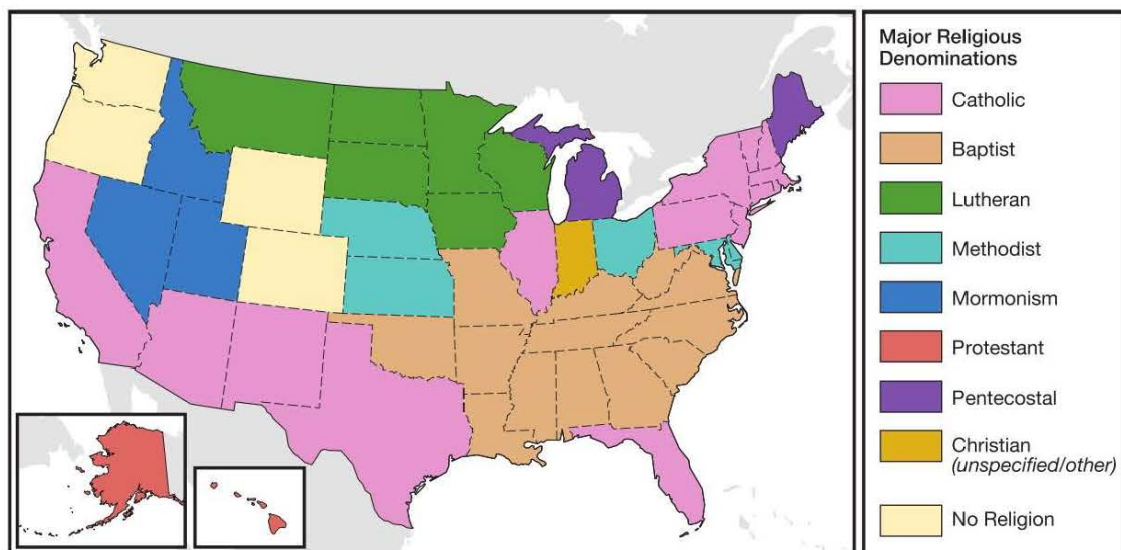 Major Religious
Denominations
Catholic
Baptist
Lutheran
Methodist
Mormonism
Protestant
Pentecostal
Christian
(unspecified/other)
No Religion